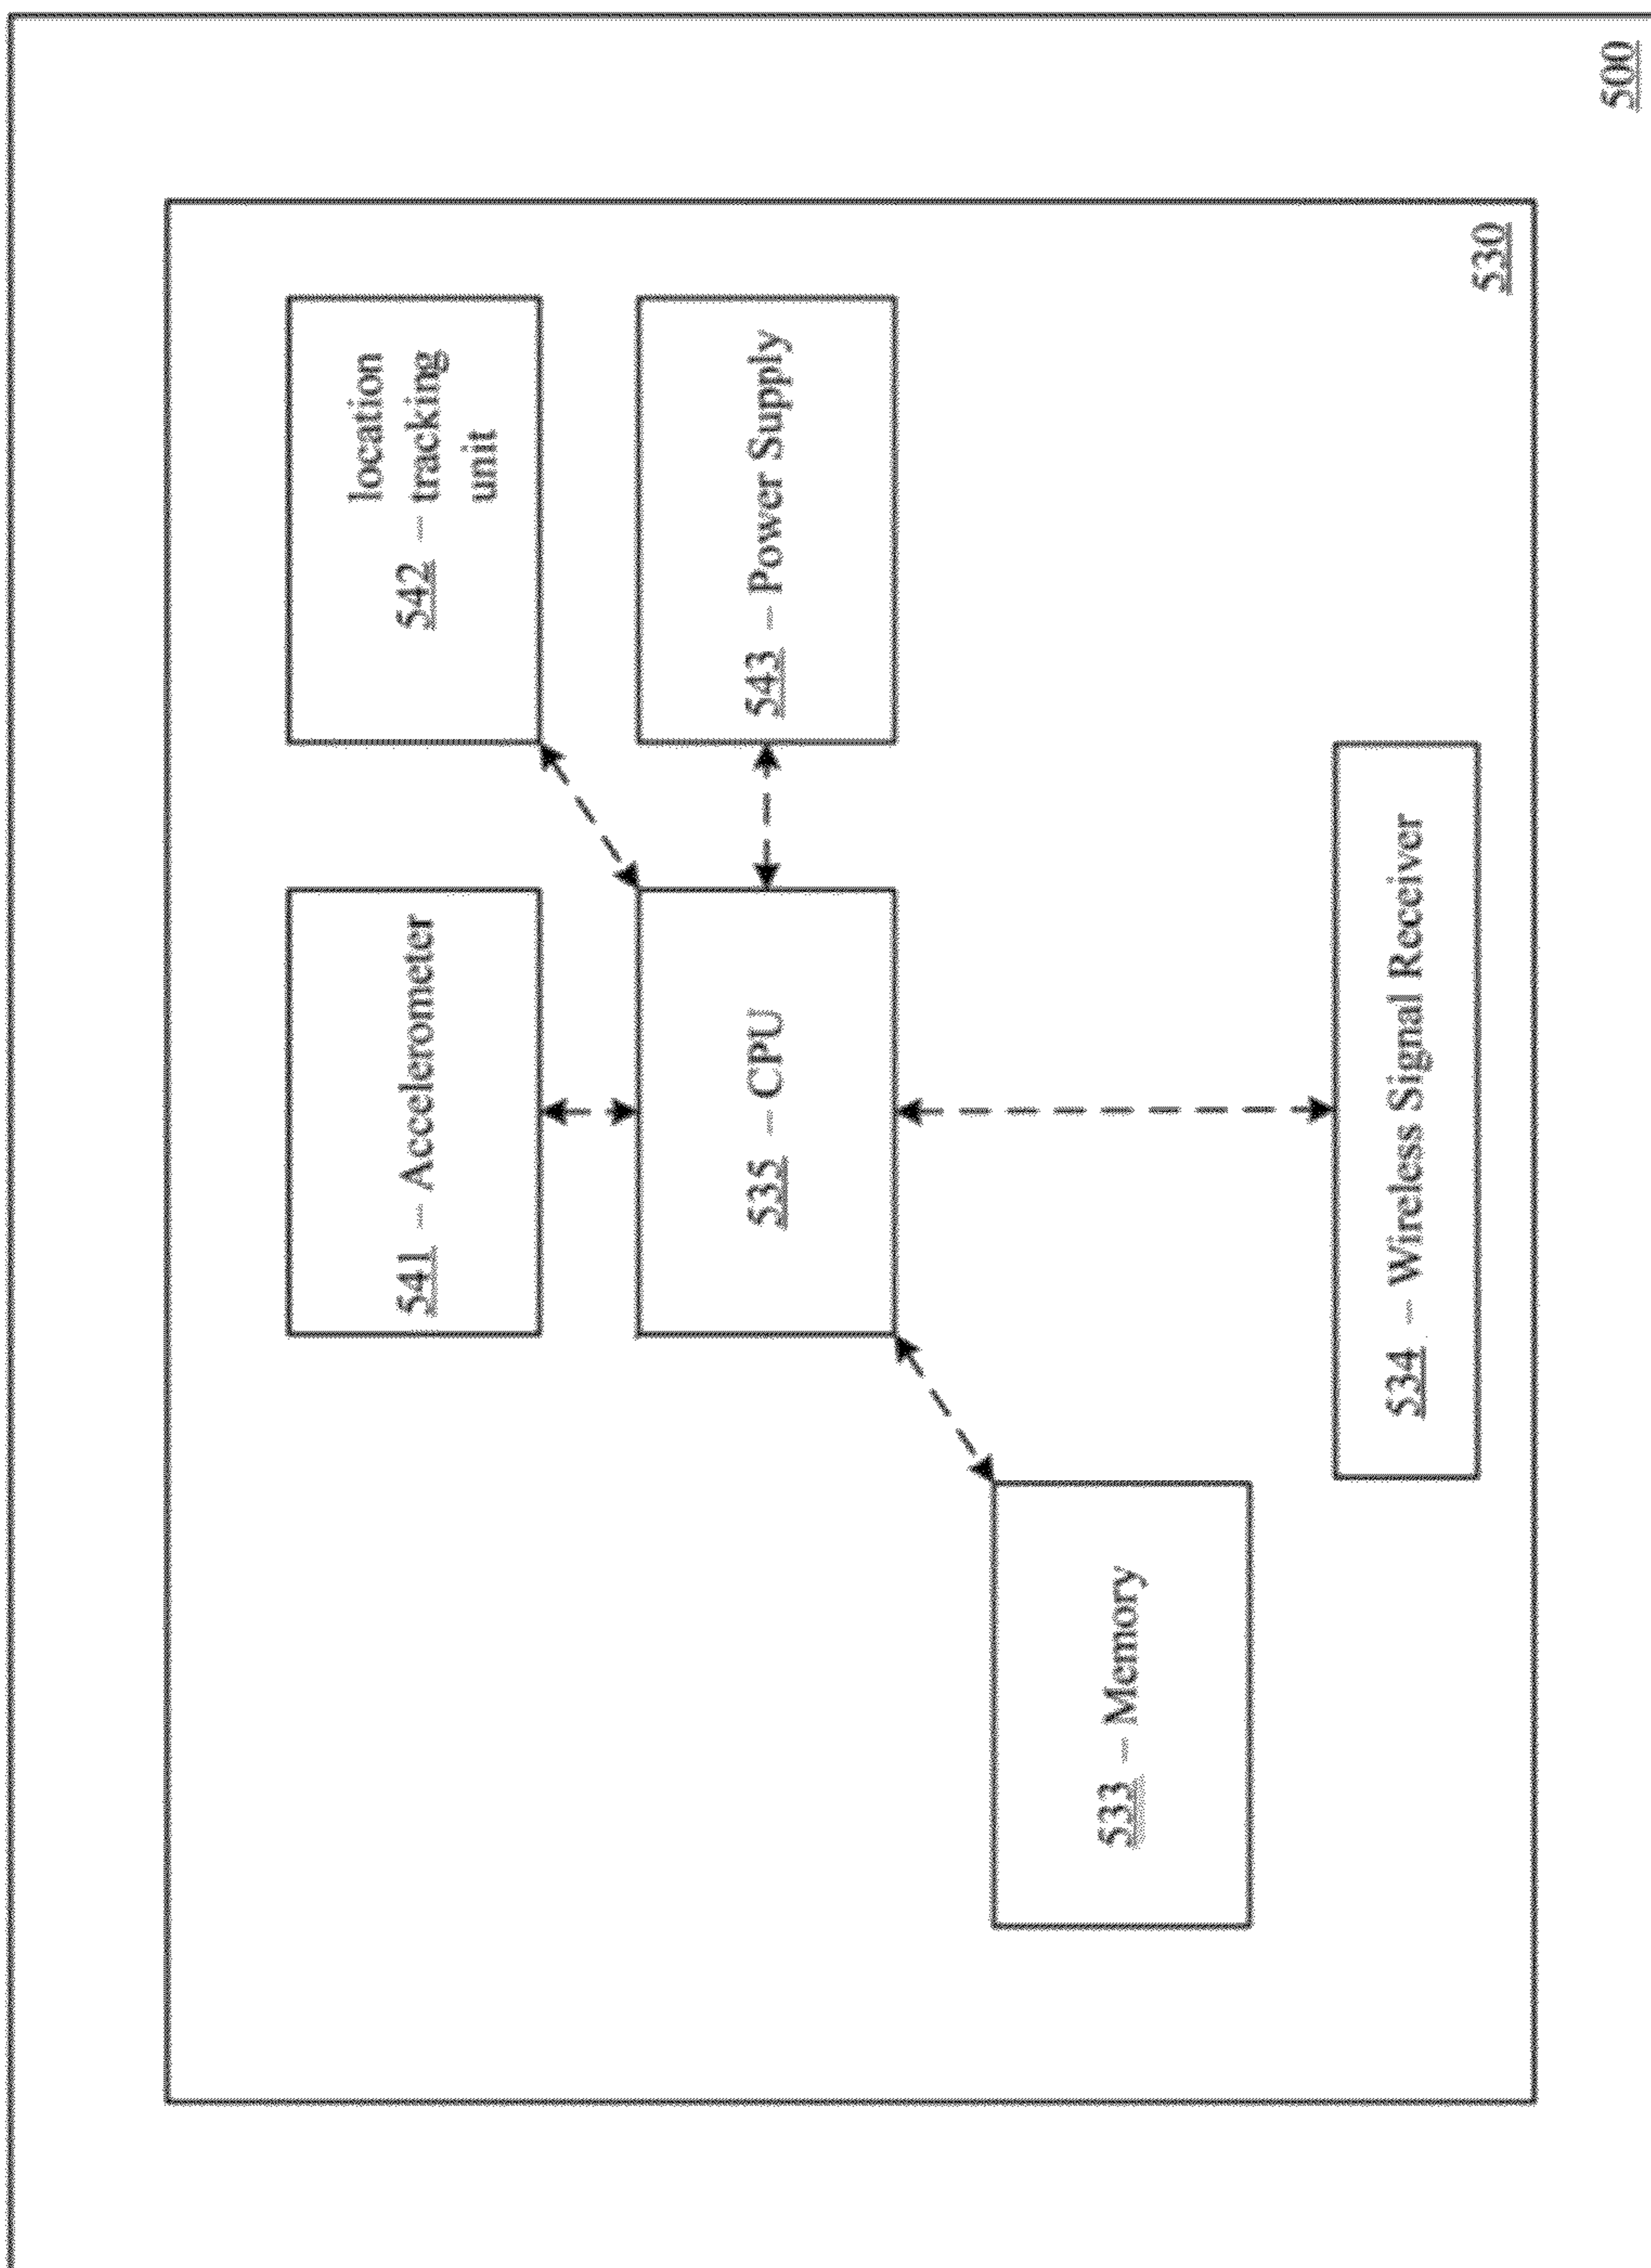 541 – Accelerometer
location
542 – tracking
unit
535 – CPU
543 – Power Supply
533 – Memory
534 – Wireless Signal Receiver
530
500